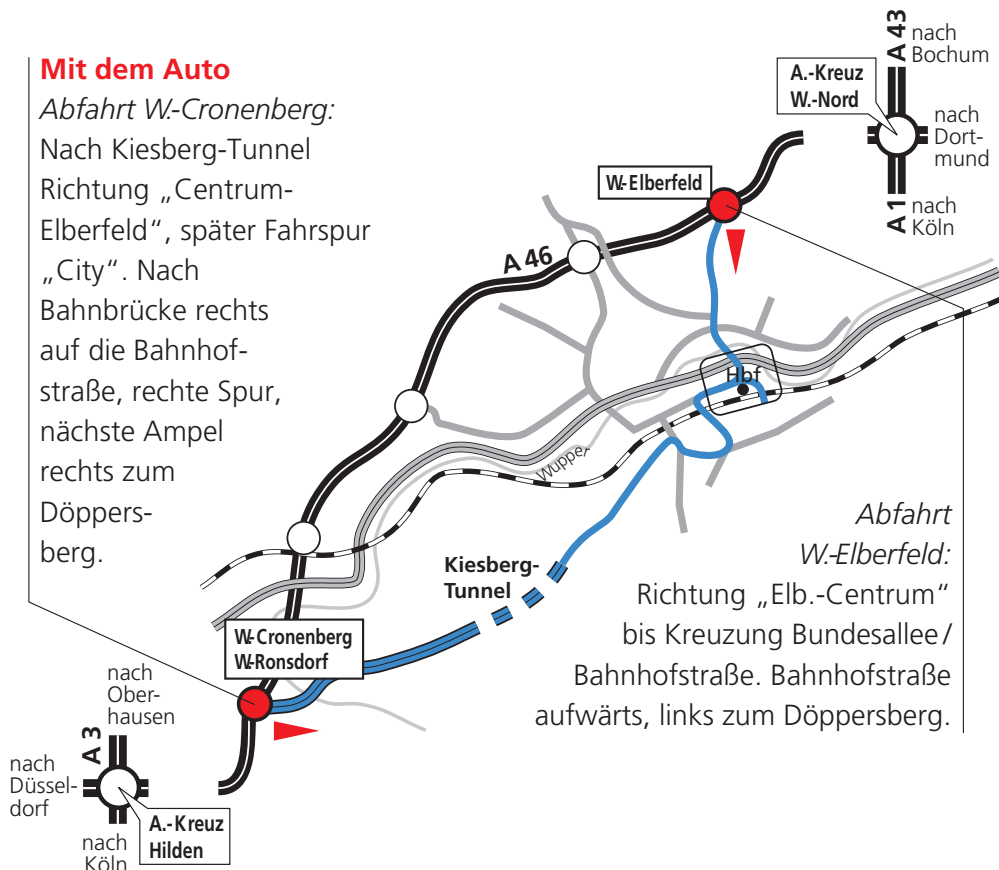 Mit dem Auto
Abfahrt W.-Cronenberg:
Nach Kiesberg-Tunnel
Richtung „Centrum-
Elberfeld“, später Fahrspur
„City“. Nach
Bahnbrücke rechts
auf die Bahnhof-
straße, rechte Spur,
nächste Ampel
rechts zum
Döppers-
berg.
A 43
nach
Bochum
A.-Kreuz
W.-Nord
nach
Dort-
mund
A 1
nach
Köln
W.-Elberfeld
A 46
Hbf
Wupper
Kiesberg-
Tunnel
Abfahrt
W.-Elberfeld:
Richtung „Elb.-Centrum“
bis Kreuzung Bundesallee/
Bahnhofstraße. Bahnhofstraße
aufwärts, links zum Döppersberg.
W.-Cronenberg
W.-Ronsdorf
nach
Ober-
hausen
A 3
nach
Düssel-
dorf
A.-Kreuz
Hilden
nach
Köln